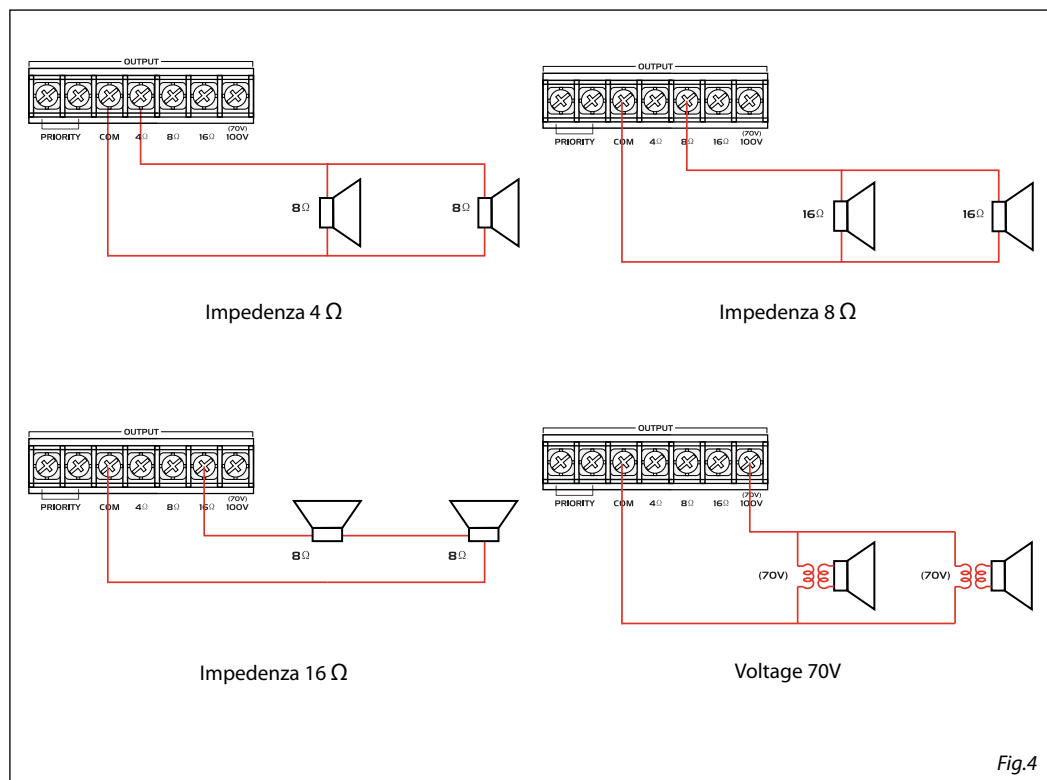 OUTPUT
PRIORITY COM 4Ω 8Ω 16Ω (70V) 100V
8Ω 8Ω
Impedenza 4 Ω
OUTPUT
PRIORITY COM 4Ω 8Ω 16Ω (70V) 100V
16Ω 16Ω
Impedenza 8 Ω
OUTPUT
PRIORITY COM 4Ω 8Ω 16Ω (70V) 100V
8Ω 8Ω
Impedenza 16 Ω
OUTPUT
PRIORITY COM 4Ω 8Ω 16Ω (70V) 100V
(70V) (70V)
Voltage 70V
Fig.4